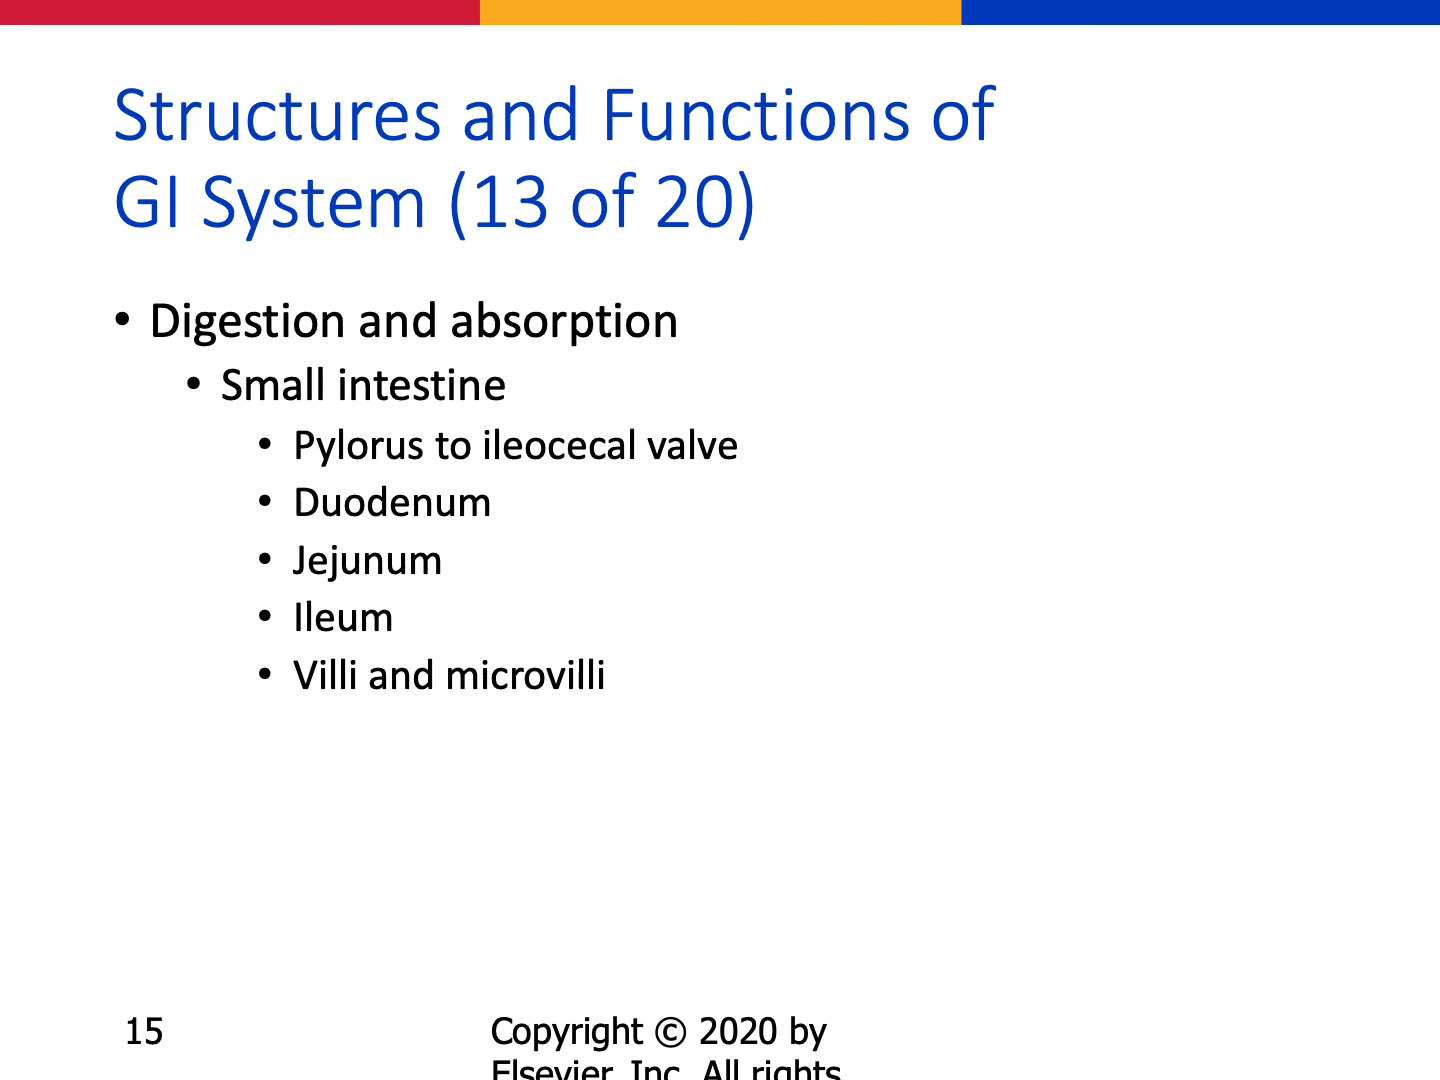 Structures and Functions of
GI System (13 of 20)
• Digestion and absorption
• Small intestine
• Pylorus to ileocecal valve
• Duodenum
• Jejunum
• Ileum
• Villi and microvilli
15
Copyright © 2020 by
Elsevier, Inc. All rights